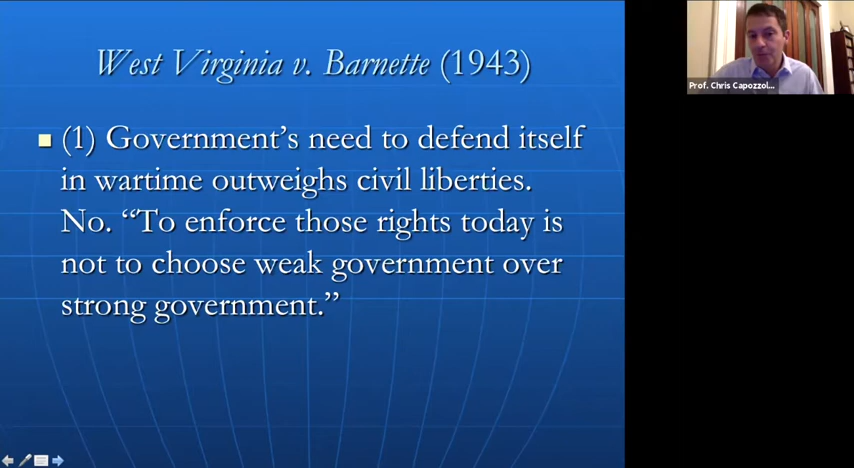 West Virginia v. Barnette (1943)
(1) Government’s need to defend itself
in wartime outweighs civil liberties.
No. “To enforce those rights today is
not to choose weak government over
strong government.”
Prof. Chris Capozzol...